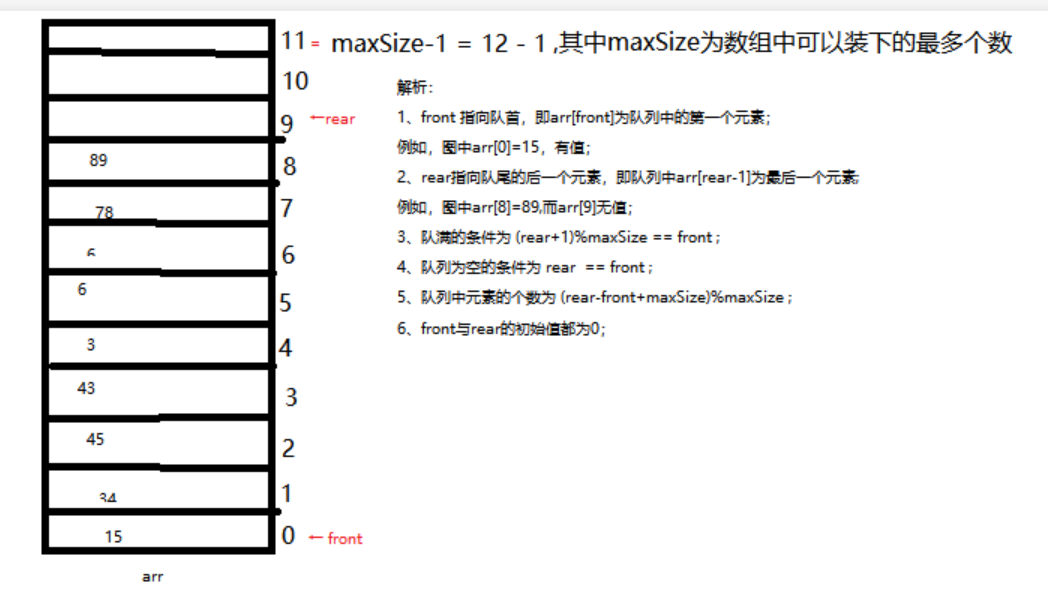 11 = maxSize-1 = 12 - 1 ,其中maxSize为数组中可以装下的最多个数
10
解析：
1、front 指向队首，即arr[front]为队列中的第一个元素；
9 ←rear
例如，图中arr[0]=15，有值；
89 8
2、rear指向队尾的后一个元素，即队列中arr[rear-1]为最后一个元素;
78 7
例如，图中arr[8]=89,而arr[9]无值；
3、队满的条件为 (rear+1)%maxSize == front ;
6 6
4、队列为空的条件为 rear == front ;
6 5
5、队列中元素的个数为 (rear-front+maxSize)%maxSize ;
6、front与rear的初始值都为0；
3 4
43 3
45 2
34 1
15 0 ← front
arr